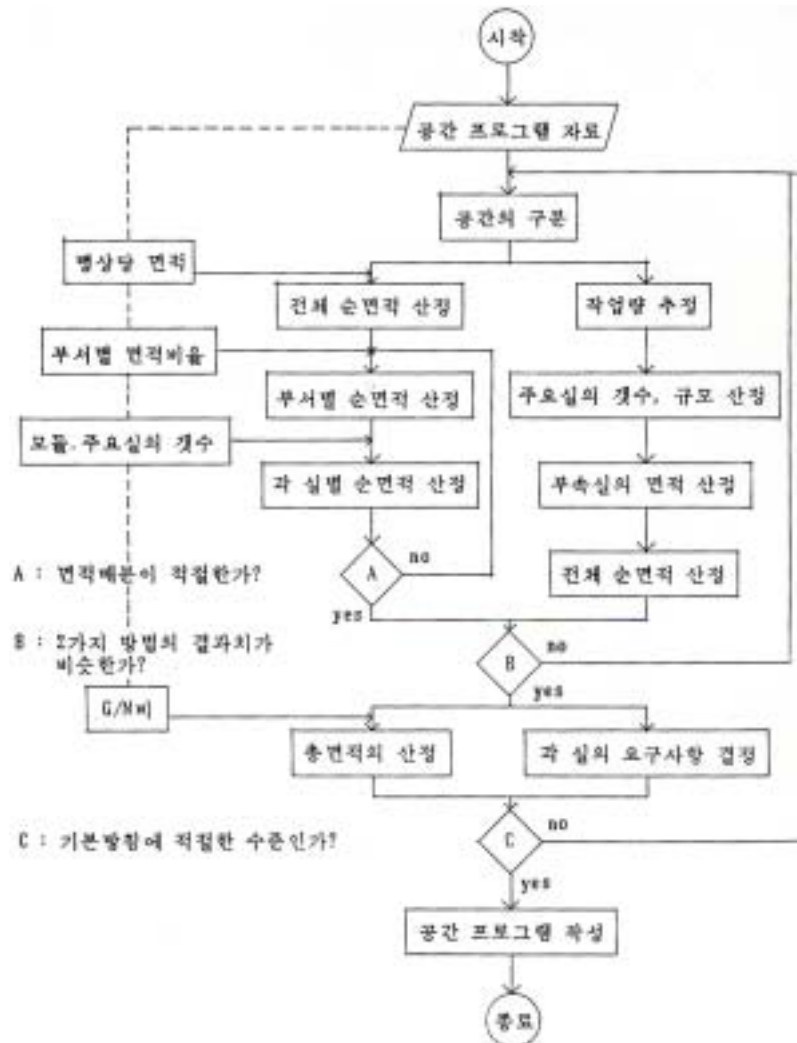 시작
공간 프로그램 자료
공간의 구분
병상당 면적
전체 순면적 산정
작업량 추정
부서별 면적비율
부서별 순면적 산정
주요실의 갯수, 규모 산정
모듈.주요실의 갯수
각 실별 순면적 산정
부속실의 면적 산정
no
A : 면적배분이 적절한가?
A
전체 순면적 산정
yes
B : 2가지 방법의 결과치가
비슷한가?
no
B
yes
G/N비
총면적의 산정
각 실의 요구사항 결정
no
C : 기본방침에 적절한 수준인가?
C
yes
공간 프로그램 작성
종료